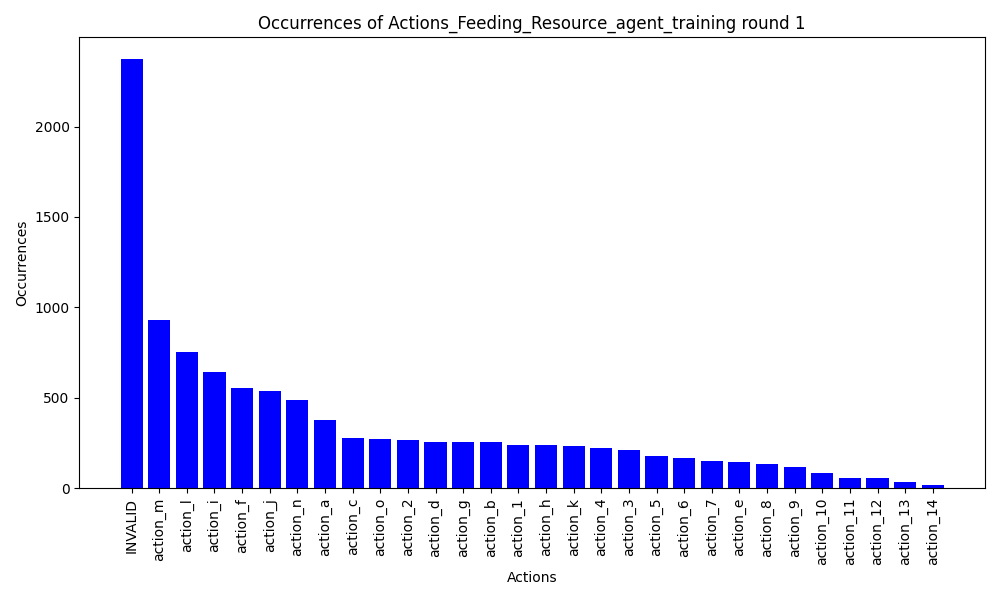 Occurrences of Actions_Feeding_Resource_agent_training round 1
Occurrences
2000
1500
1000
500
0
INVALID
action_m
action_l
action_i
action_f
action_j
action_n
action_a
action_c
action_o
action_2
action_d
action_g
action_b
action_1
action_h
action_k
action_4
action_3
action_5
action_6
action_7
action_e
action_8
action_9
action_10
action_11
action_12
action_13
action_14
Actions